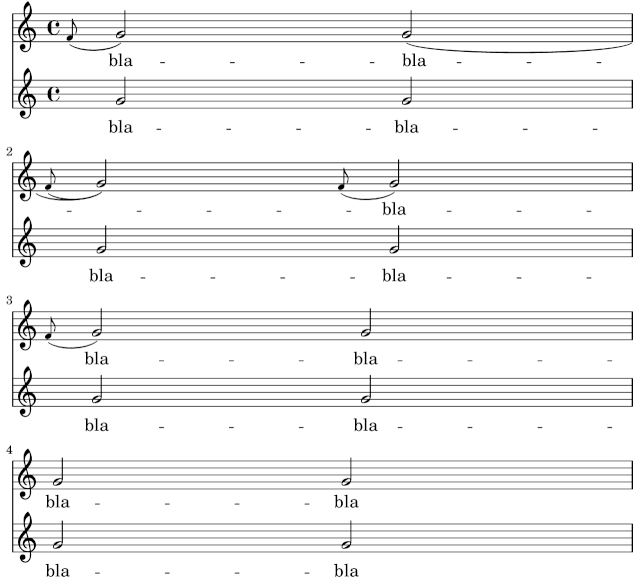 bla - - - - bla - - -
bla - - - - bla - - -
2
- - - - - bla - - -
bla - - - - bla - - -
3
bla - - - bla - - - -
bla - - - bla - - - -
4
bla - - - - bla
bla - - - - bla